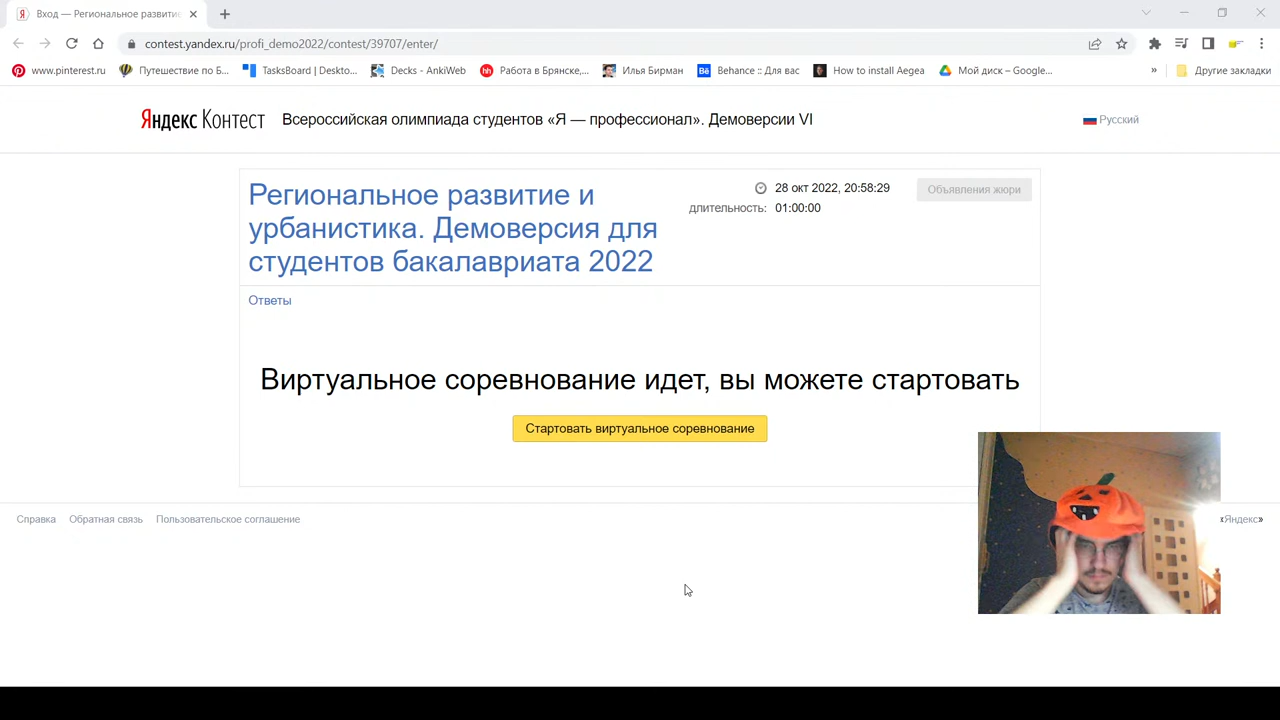 Вход — Региональное развитие
contest.yandex.ru/profi_demo2022/contest/39707/enter/
www.pinterest.ru
Путешествие по Б...
TasksBoard | Deskto...
Decks - AnkiWeb
Работа в Брянске,...
Илья Бирман
Behance :: Для вас
How to install Aegea
Мой диск – Google...
»
Другие закладки
Яндекс Контест
Всероссийская олимпиада студентов «Я — профессионал». Демоверсии VI
Русский
Региональное развитие и
урбанистика. Демоверсия для
студентов бакалавриата 2022
28 окт 2022, 20:58:29
длительность: 01:00:00
Объявления жюри
Ответы
Виртуальное соревнование идет, вы можете стартовать
Стартовать виртуальное соревнование
Справка
Обратная связь
Пользовательское соглашение
Яндекс»